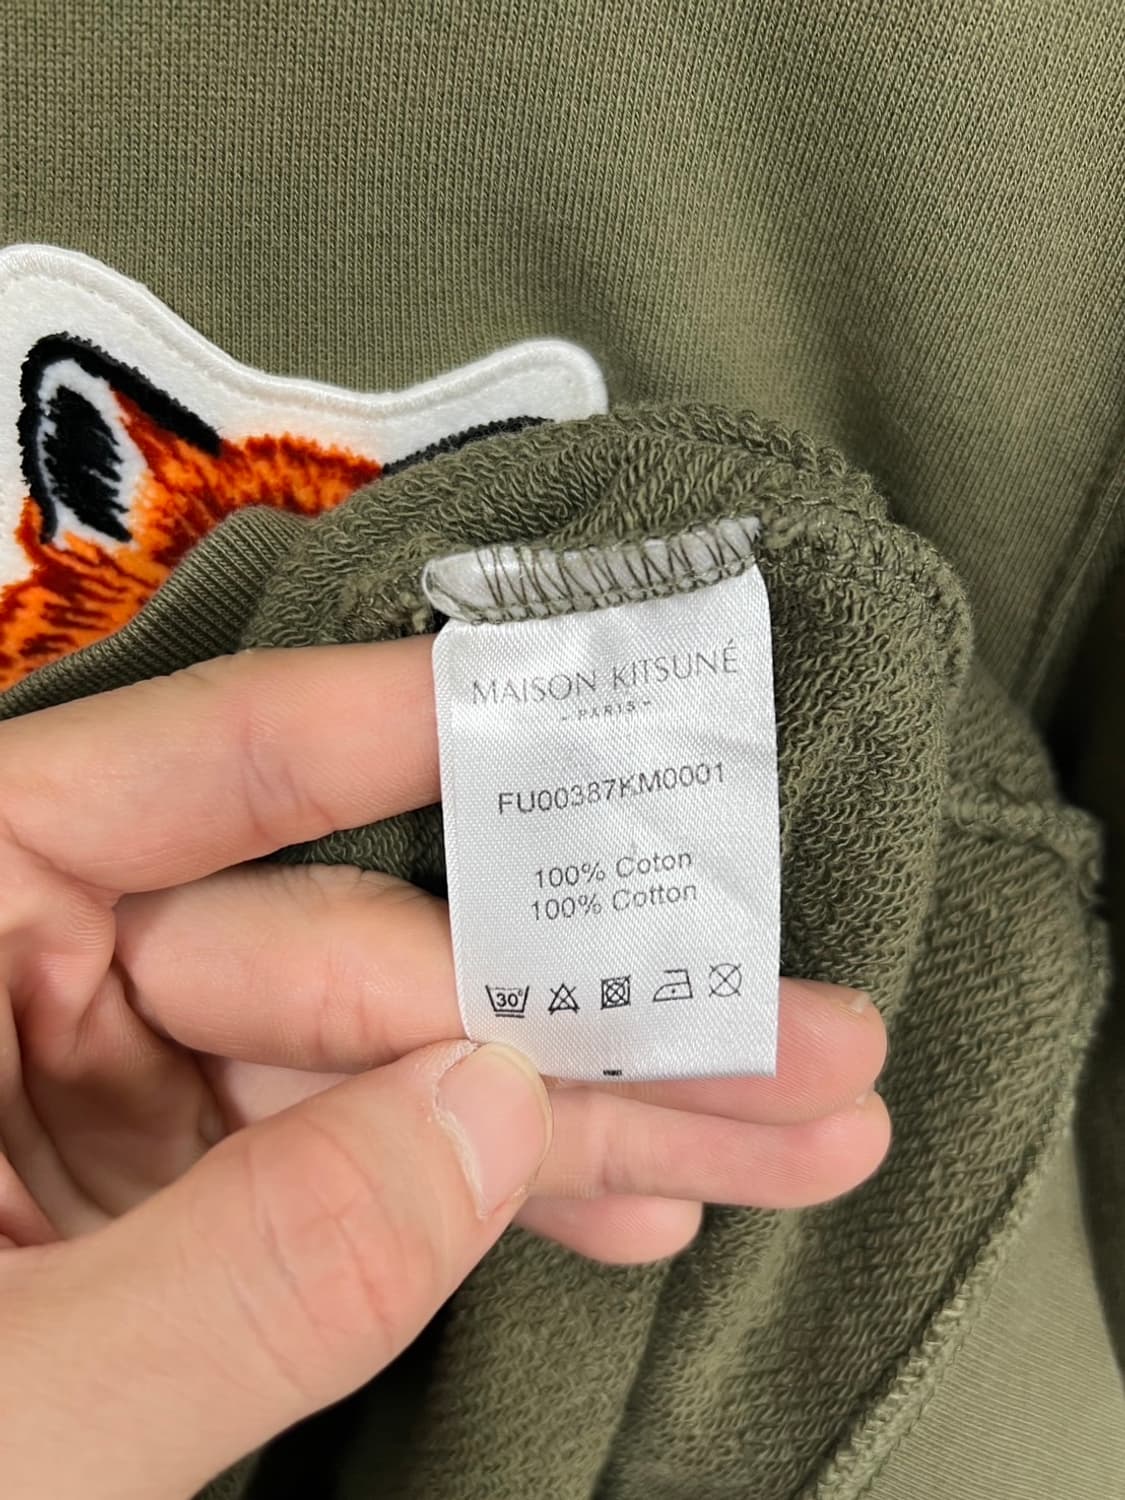 MAISON KITSUNÉ
- PARIS -
FU00387KM0001
100% Coton
100% Cotton
30°